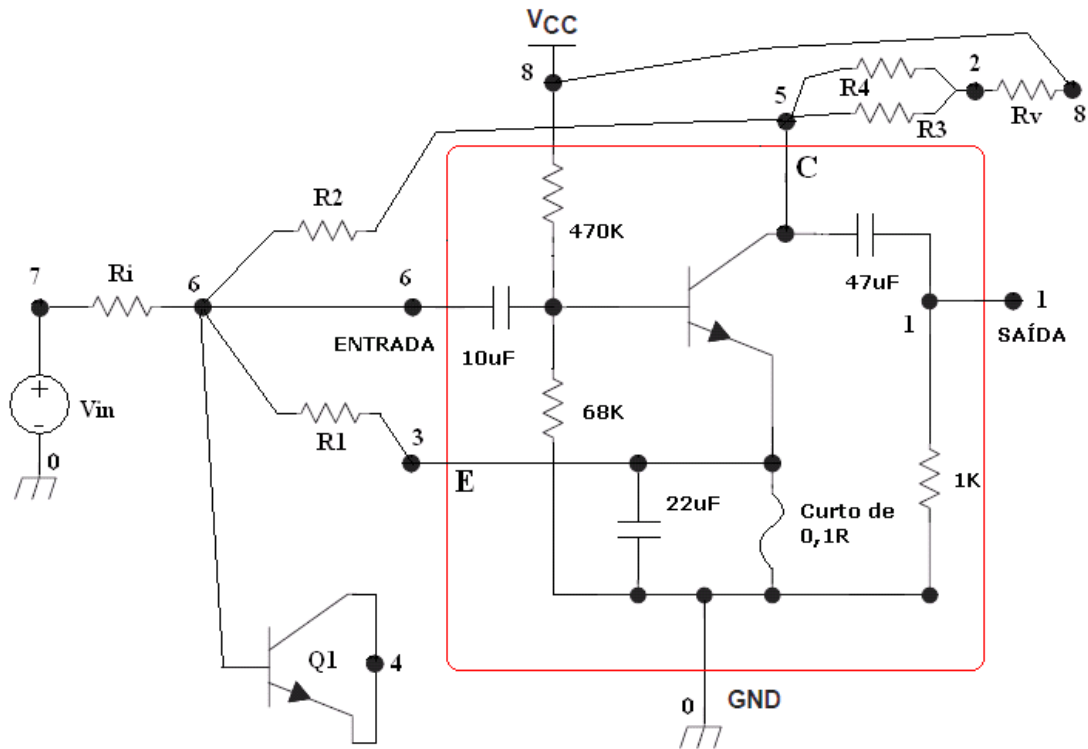 VCC
8
2
5
R4
R3
Rv
8
C
R2
470K
7
Ri
6
6
47uF
1
1
ENTRADA
SAÍDA
10uF
Vin
68K
R1
3
E
0
22uF
Curto de
0,1R
1K
Q1
4
0
GND